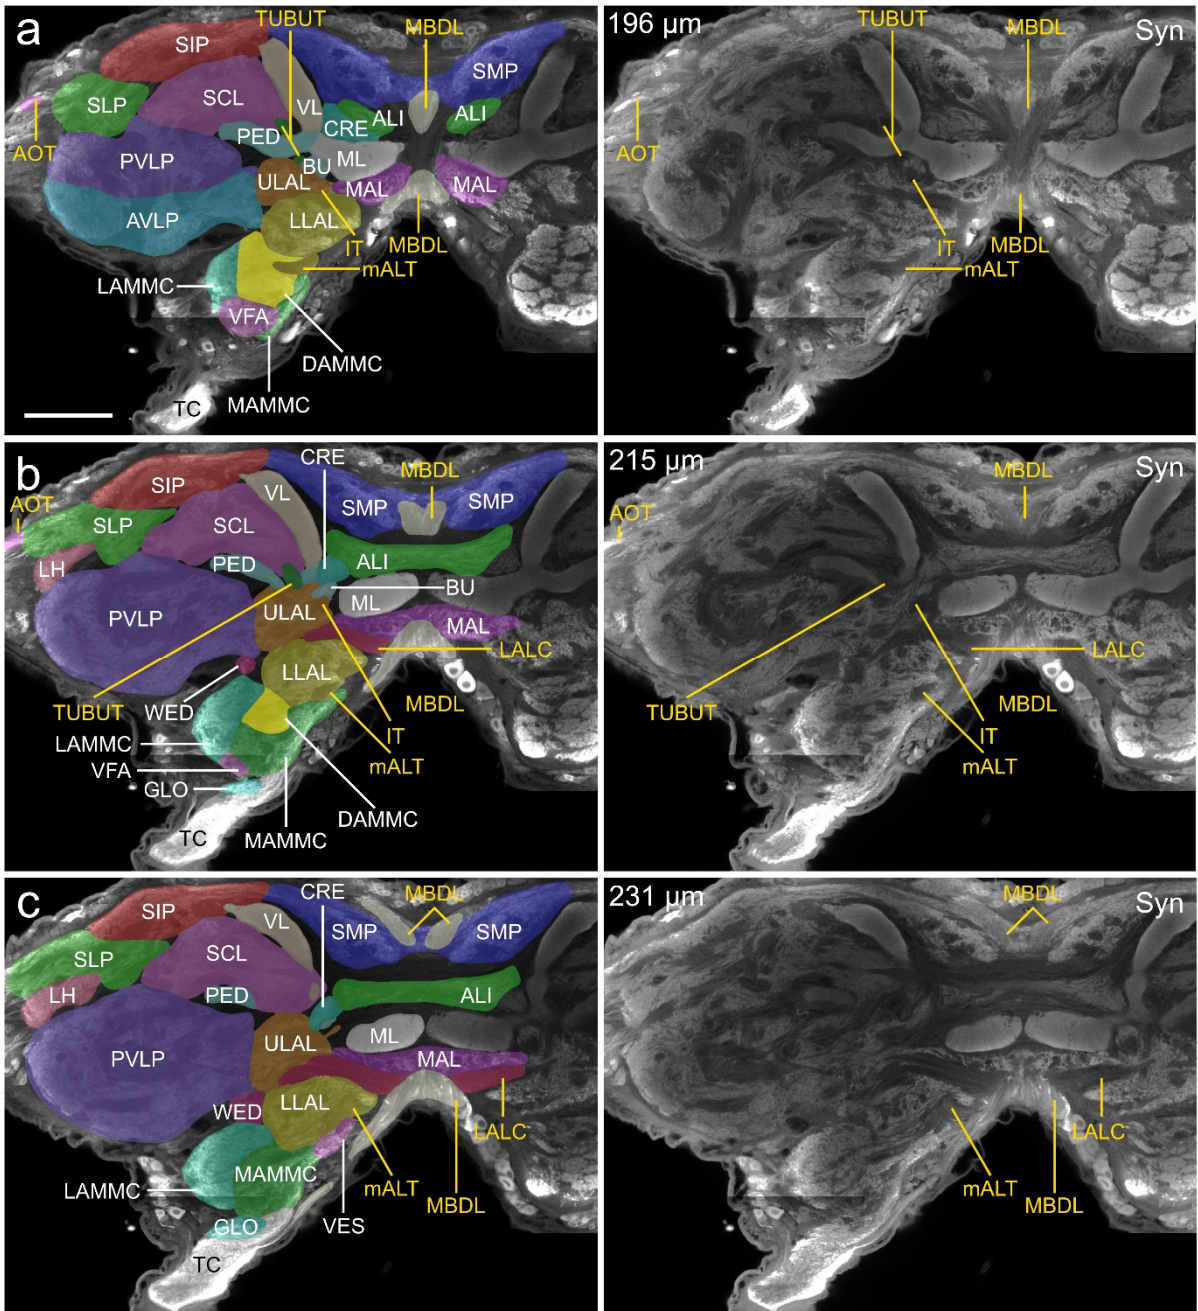 a
TUBUT
MBDL
SIP
SMP
SLP
SCL
VL
ALI
ALI
AOT
PED
CRE
PVLP
BU
ML
ULAL
MAL
MAL
AVLP
LLAL
IT
MBDL
mALT
LAMMC
VFA
DAMMC
MAMMC
TC
196 µm
TUBUT
MBDL
Syn
AOT
IT
MBDL
mALT
b
CRE
MBDL
AOT
SIP
VL
SMP
SMP
SLP
SCL
LH
PED
ALI
BU
PVLP
ULAL
ML
MAL
LALC
LLAL
TUBUT
WED
MBDL
LAMMC
IT
VFA
mALT
GLO
DAMMC
TC
MAMMC
215 µm
MBDL
Syn
AOT
LALC
TUBUT
MBDL
IT
mALT
c
CRE
MBDL
SIP
VL
SMP
SMP
SLP
SCL
LH
PED
ALI
ML
PVLP
ULAL
MAL
WED
LLAL
LALC
MAMMC
LAMMC
mALT
MBDL
GLO
VES
TC
231 µm
MBDL
Syn
LALC
mALT
MBDL